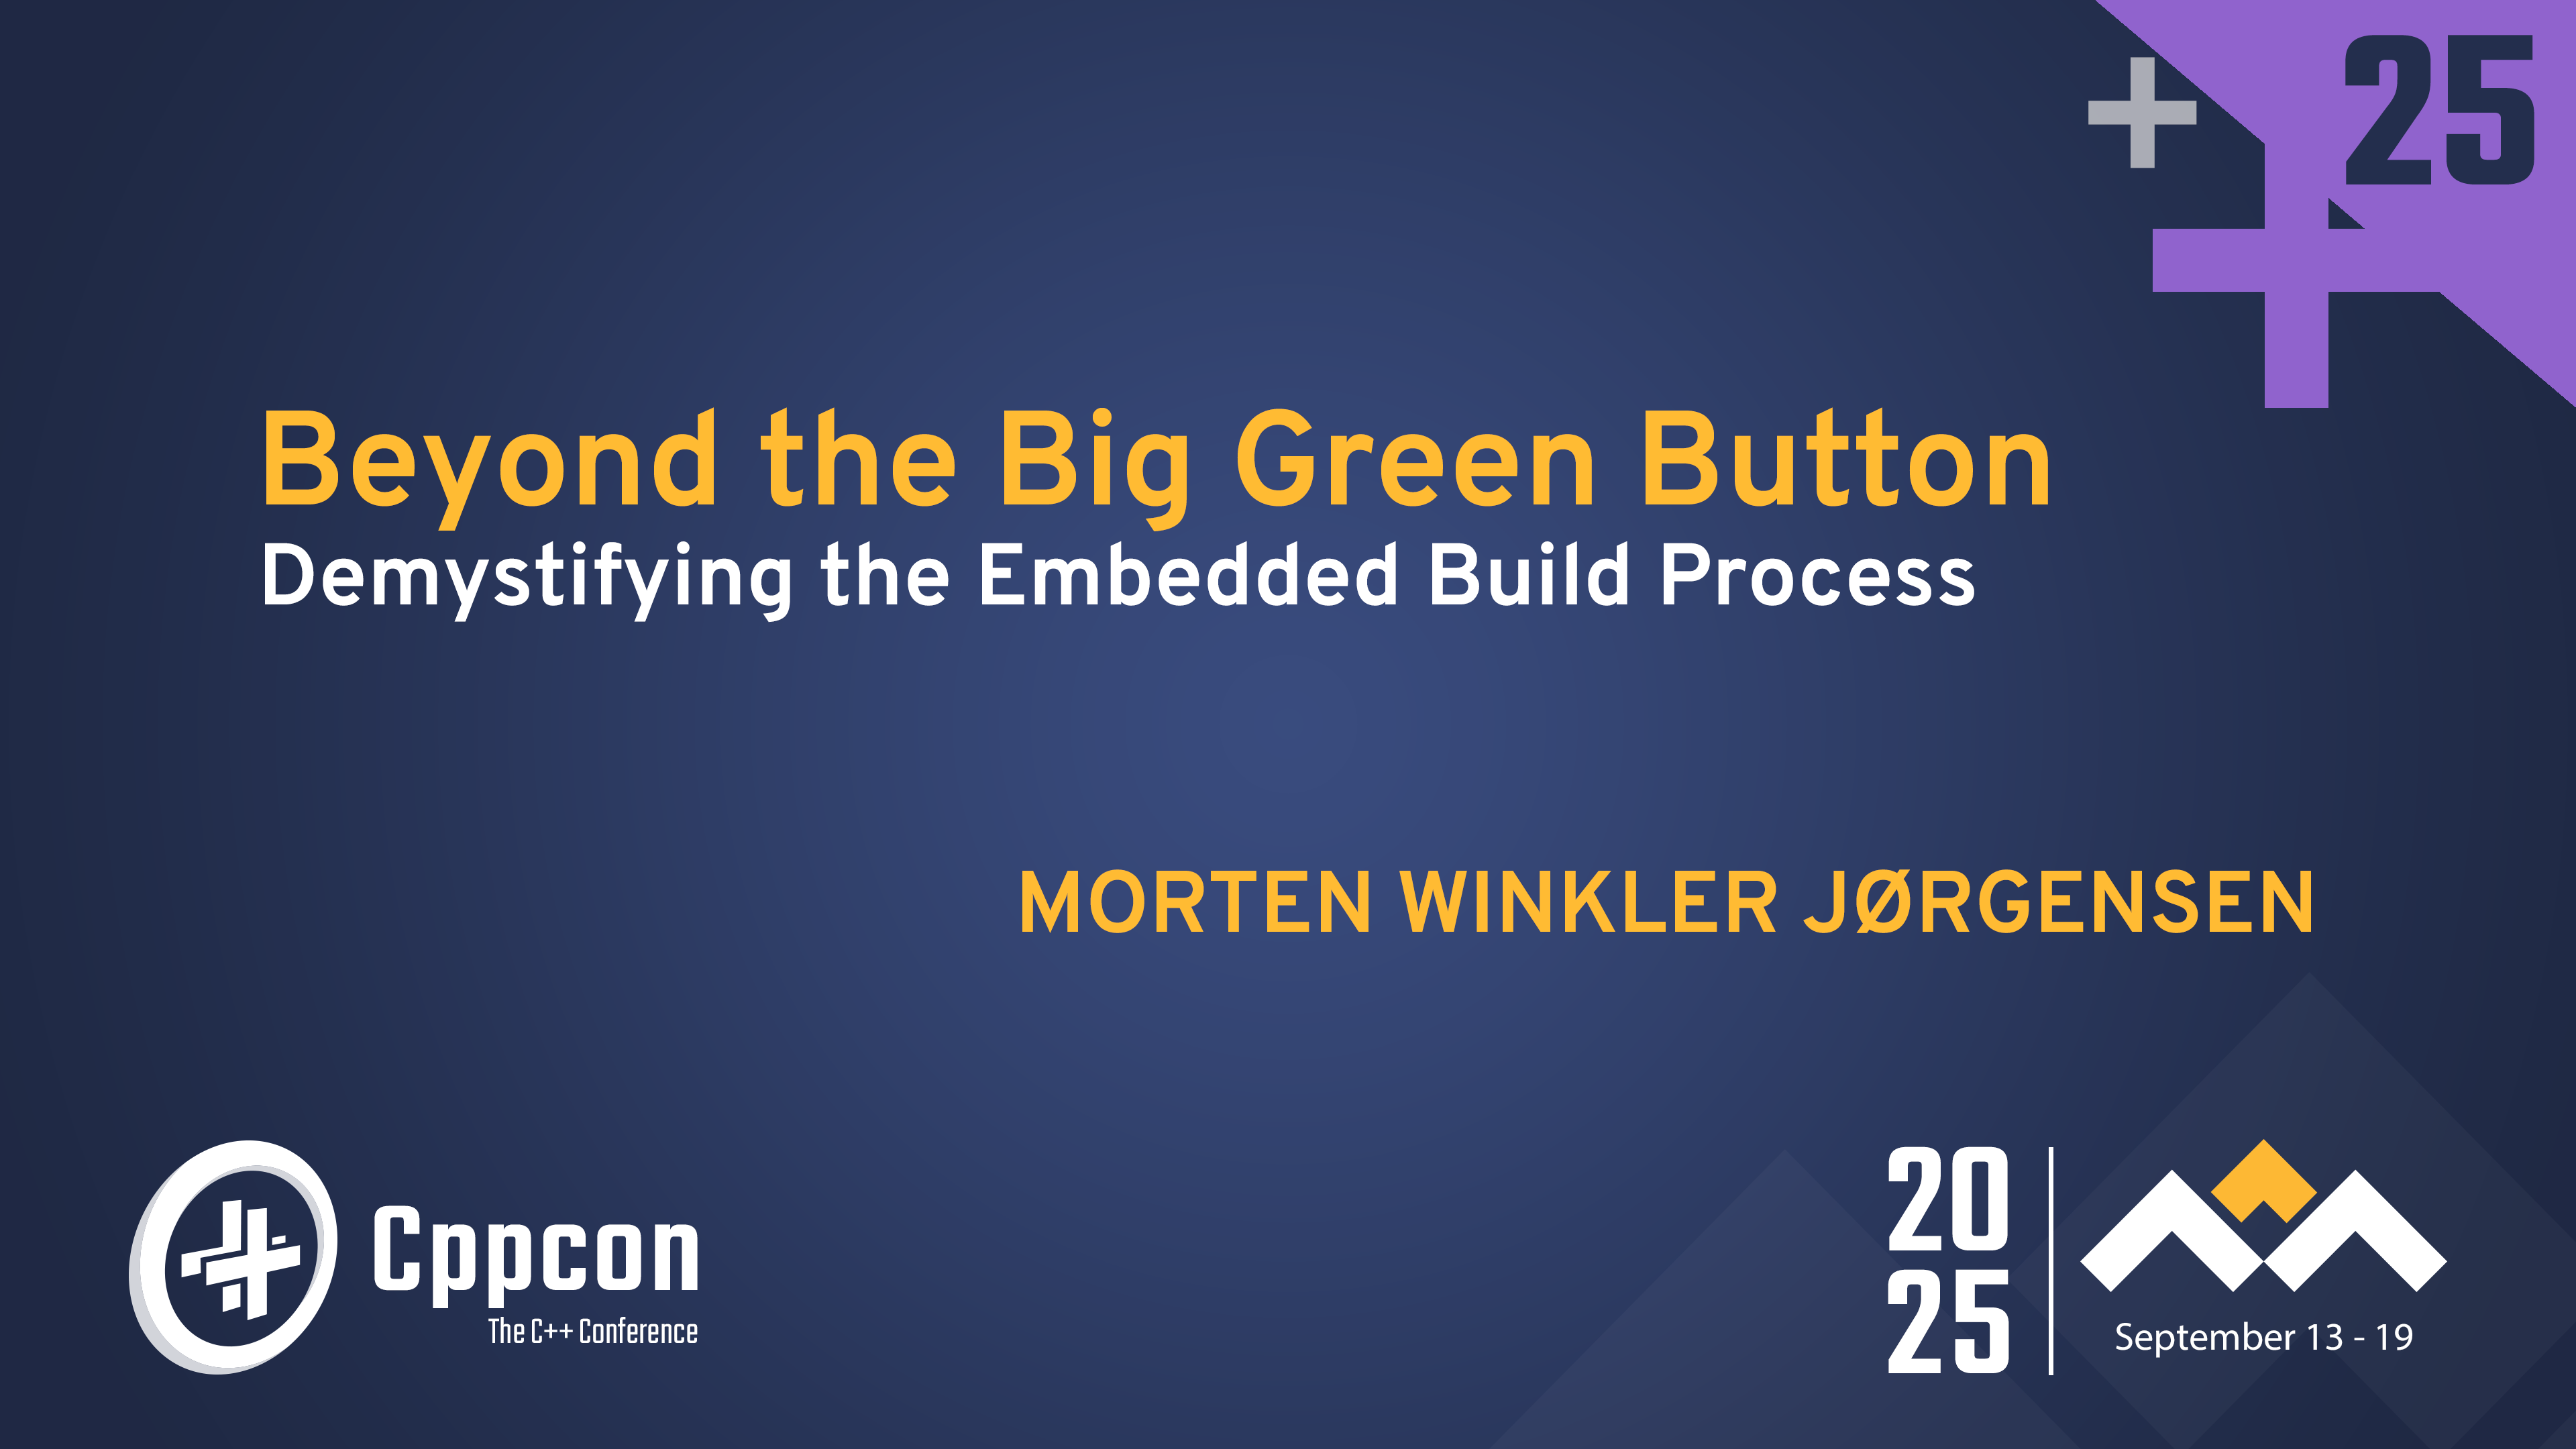 25
Beyond the Big Green Button
Demystifying the Embedded Build Process
MORTEN WINKLER JØRGENSEN
Cppcon
The C++ Conference
20
25
September 13 - 19